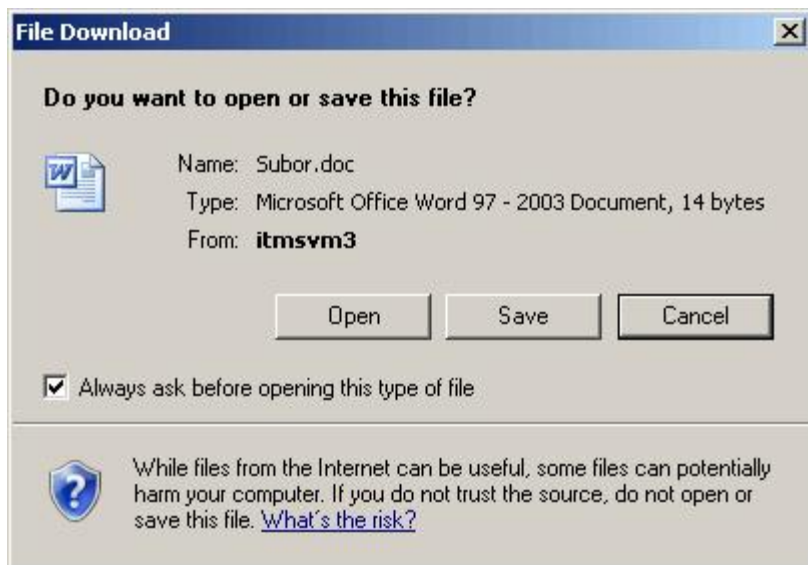 File Download
Do you want to open or save this file?
Name: Subor.doc
Type: Microsoft Office Word 97 - 2003 Document, 14 bytes
From: itmsvm3
Open Save Cancel
Always ask before opening this type of file
While files from the Internet can be useful, some files can potentially
harm your computer. If you do not trust the source, do not open or
save this file. What's the risk?